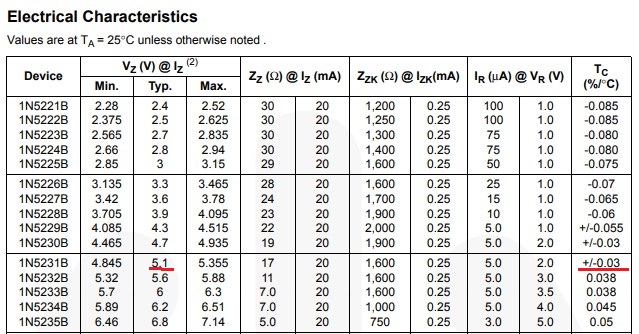 Electrical Characteristics
Values are at TA = 25°C unless otherwise noted .
Device VZ (V) @ IZ (2) ZZ (Ω) @ IZ (mA) ZZK (Ω) @ IZK(mA) IR (μA) @ VR (V) TC (%/°C)
Min. Typ. Max.
1N5221B 2.28 2.4 2.52 30 20 1,200 0.25 100 1.0 -0.085
1N5222B 2.375 2.5 2.625 30 20 1,250 0.25 100 1.0 -0.085
1N5223B 2.565 2.7 2.835 30 20 1,300 0.25 75 1.0 -0.080
1N5224B 2.66 2.8 2.94 30 20 1,400 0.25 75 1.0 -0.080
1N5225B 2.85 3 3.15 29 20 1,600 0.25 50 1.0 -0.075
1N5226B 3.135 3.3 3.465 28 20 1,600 0.25 25 1.0 -0.07
1N5227B 3.42 3.6 3.78 24 20 1,700 0.25 15 1.0 -0.065
1N5228B 3.705 3.9 4.095 23 20 1,900 0.25 10 1.0 -0.06
1N5229B 4.085 4.3 4.515 22 20 2,000 0.25 5.0 1.0 +/-0.055
1N5230B 4.465 4.7 4.935 19 20 1,900 0.25 5.0 2.0 +/-0.03
1N5231B 4.845 5.1 5.355 17 20 1,600 0.25 5.0 2.0 +/-0.03
1N5232B 5.32 5.6 5.88 11 20 1,600 0.25 5.0 3.0 0.038
1N5233B 5.7 6 6.3 7.0 20 1,600 0.25 5.0 3.5 0.038
1N5234B 5.89 6.2 6.51 7.0 20 1,000 0.25 5.0 4.0 0.045
1N5235B 6.46 6.8 7.14 5.0 20 750 0.25 3.0 5.0 0.05